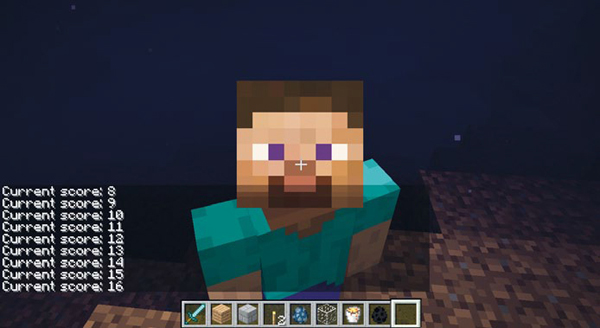 Current score: 8
Current score: 9
Current score: 10
Current score: 11
Current score: 12
Current score: 13
Current score: 14
Current score: 15
Current score: 16
2